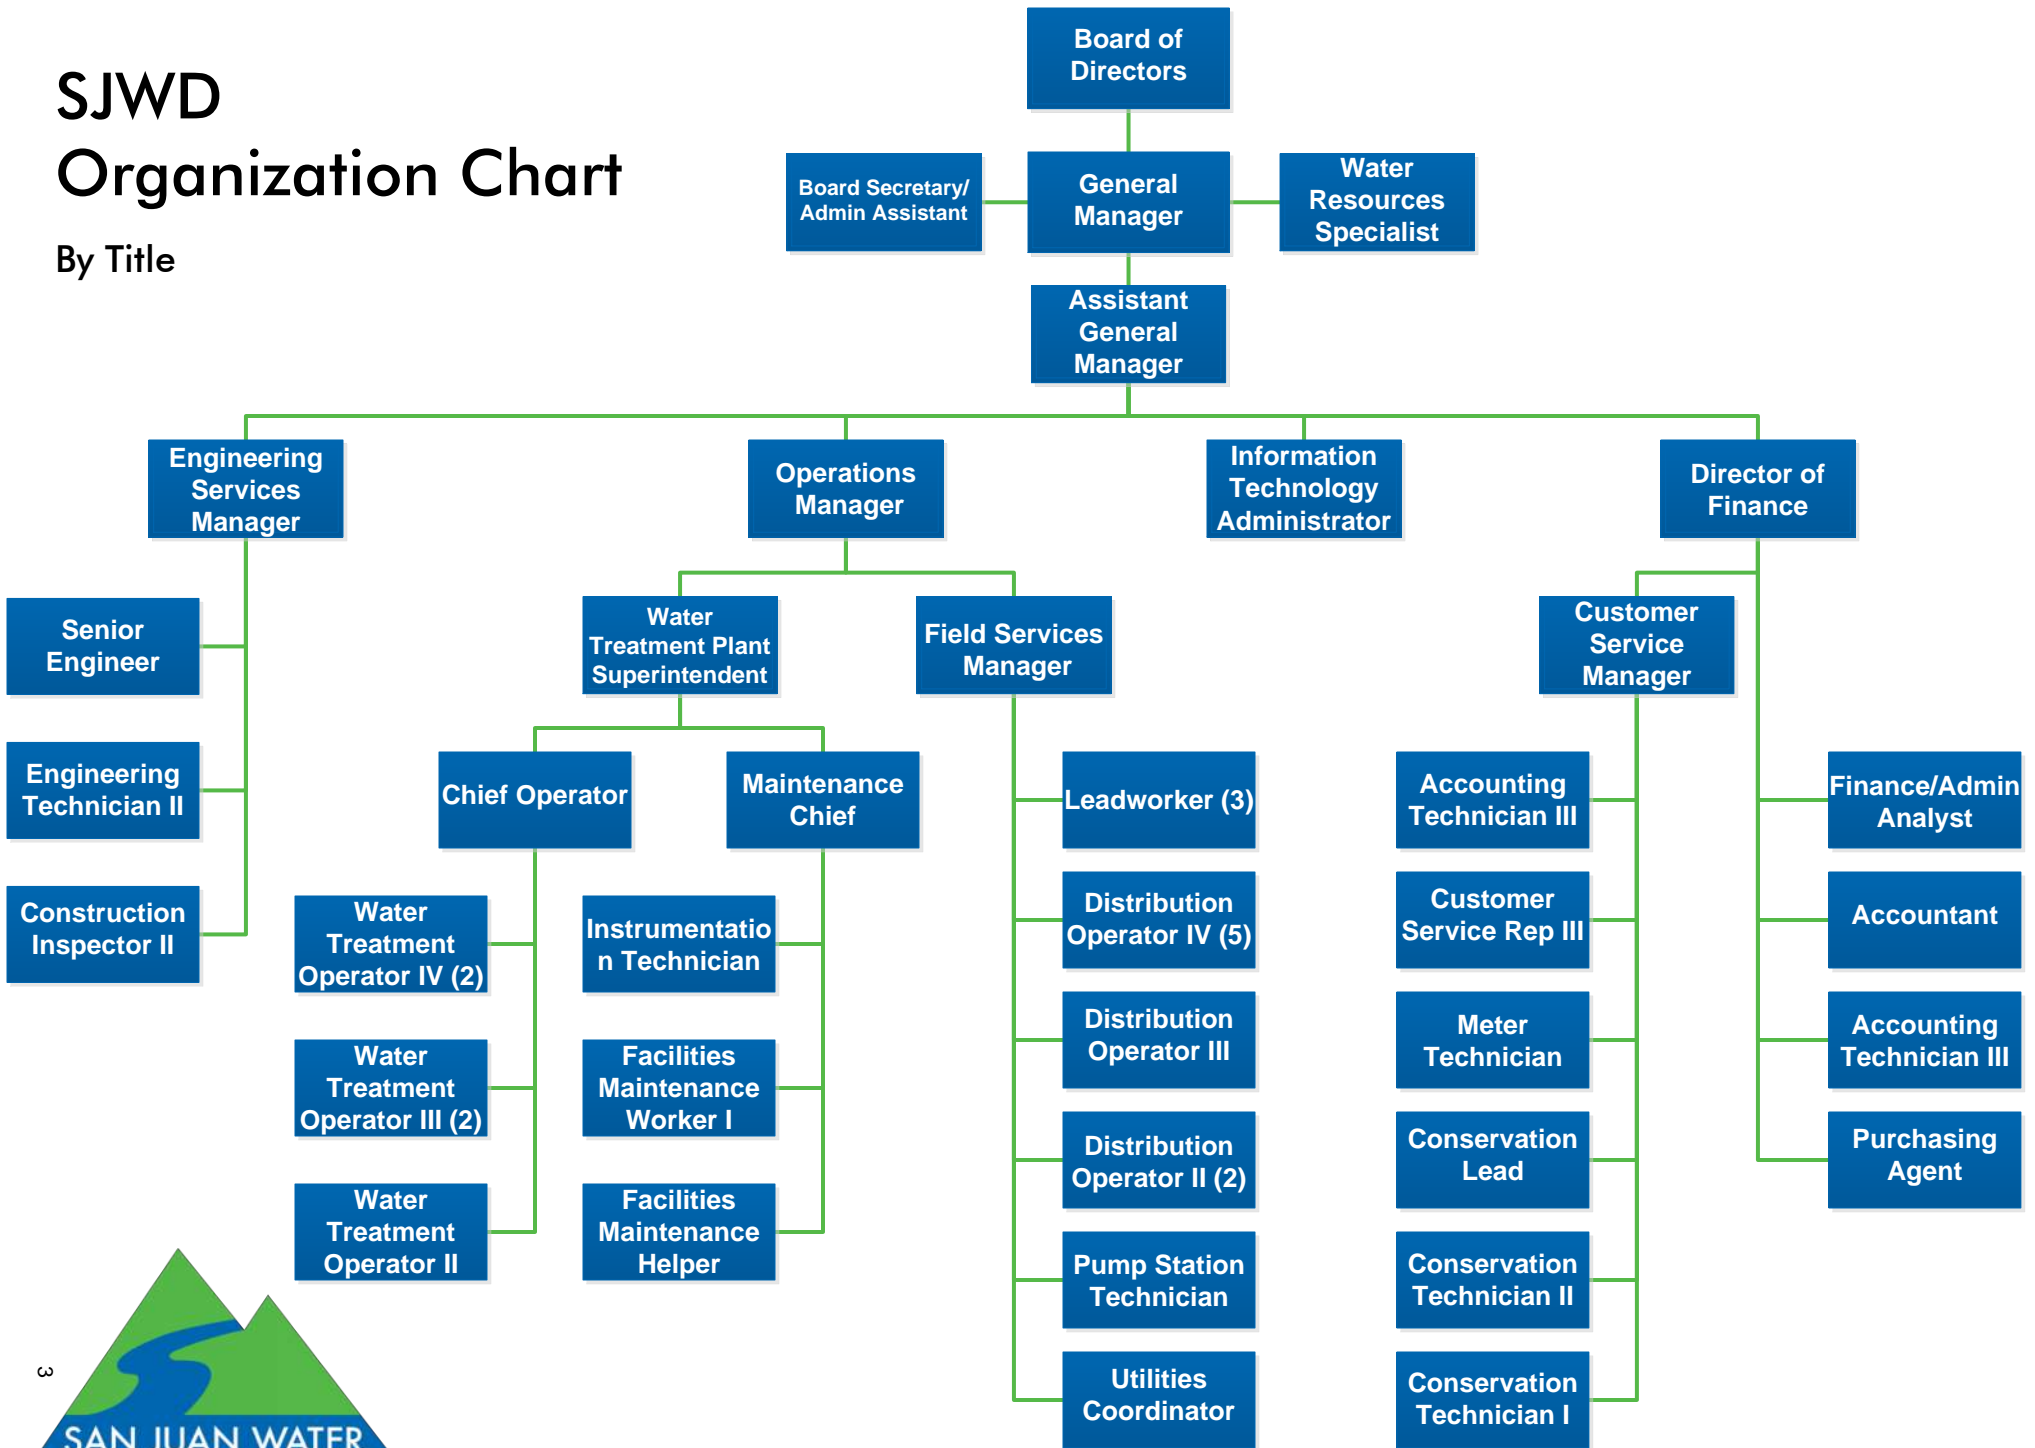 SJWD
Organization Chart
By Title
Board of
Directors
Board Secretary/
Admin Assistant
General
Manager
Water
Resources
Specialist
Assistant
General
Manager
Engineering
Services
Manager
Operations
Manager
Information
Technology
Administrator
Director of
Finance
Senior
Engineer
Engineering
Technician II
Construction
Inspector II
Water
Treatment Plant
Superintendent
Field Services
Manager
Customer
Service
Manager
Chief Operator
Maintenance
Chief
Water
Treatment
Operator IV (2)
Water
Treatment
Operator III (2)
Water
Treatment
Operator II
Instrumentatio
n Technician
Facilities
Maintenance
Worker I
Facilities
Maintenance
Helper
Leadworker (3)
Distribution
Operator IV (5)
Distribution
Operator III
Distribution
Operator II (2)
Pump Station
Technician
Utilities
Coordinator
Accounting
Technician III
Customer
Service Rep III
Meter
Technician
Conservation
Lead
Conservation
Technician II
Conservation
Technician I
Finance/Admin
Analyst
Accountant
Accounting
Technician III
Purchasing
Agent
3
SAN JUAN WATER